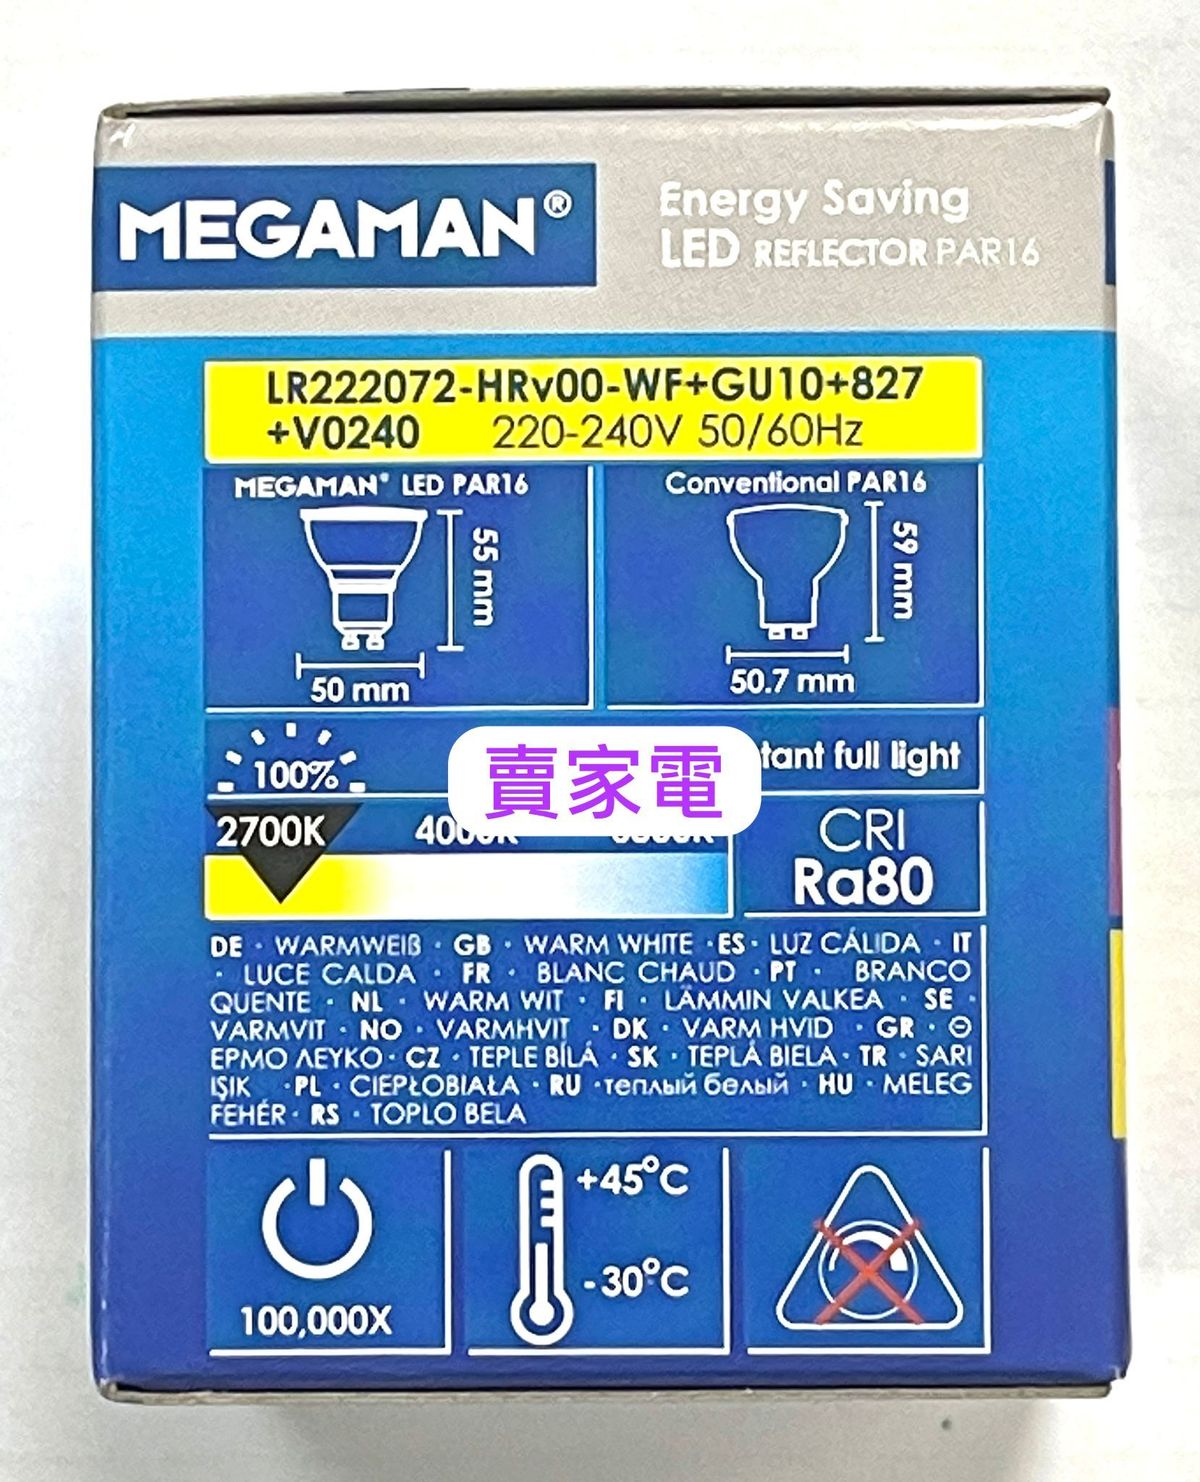 MEGAMAN®
Energy Saving
LED REFLECTOR PAR16
LR222072-HRv00-WF+GU10+827
+V0240 220-240V 50/60Hz
MEGAMAN® LED PAR16
55 mm
50 mm
Conventional PAR16
59 mm
50.7 mm
100%
full light
賣家電
2700K
CRI
Ra80
DE · WARMWEIß · GB · WARM WHITE · ES · LUZ CÁLIDA · IT
· LUCE CALDA · FR · BLANC CHAUD · PT · BRANCO
QUENTE · NL · WARM WIT · FI · LÄMMIN VALKEA · SE ·
VARMVIT · NO · VARMHVIT · DK · VARM HVID · GR · Θ
ΕΡΜΟ ΛΕΥΚΟ · CZ · TEPLE BÍLÁ · SK · TEPLÁ BIELA · TR · SARI
IŞIK · PL · CIEPŁOBIAŁA · RU · теплый белый · HU · MELEG
FEHÉR · RS · TOPLO BELA
100,000X
+45°C
-30°C